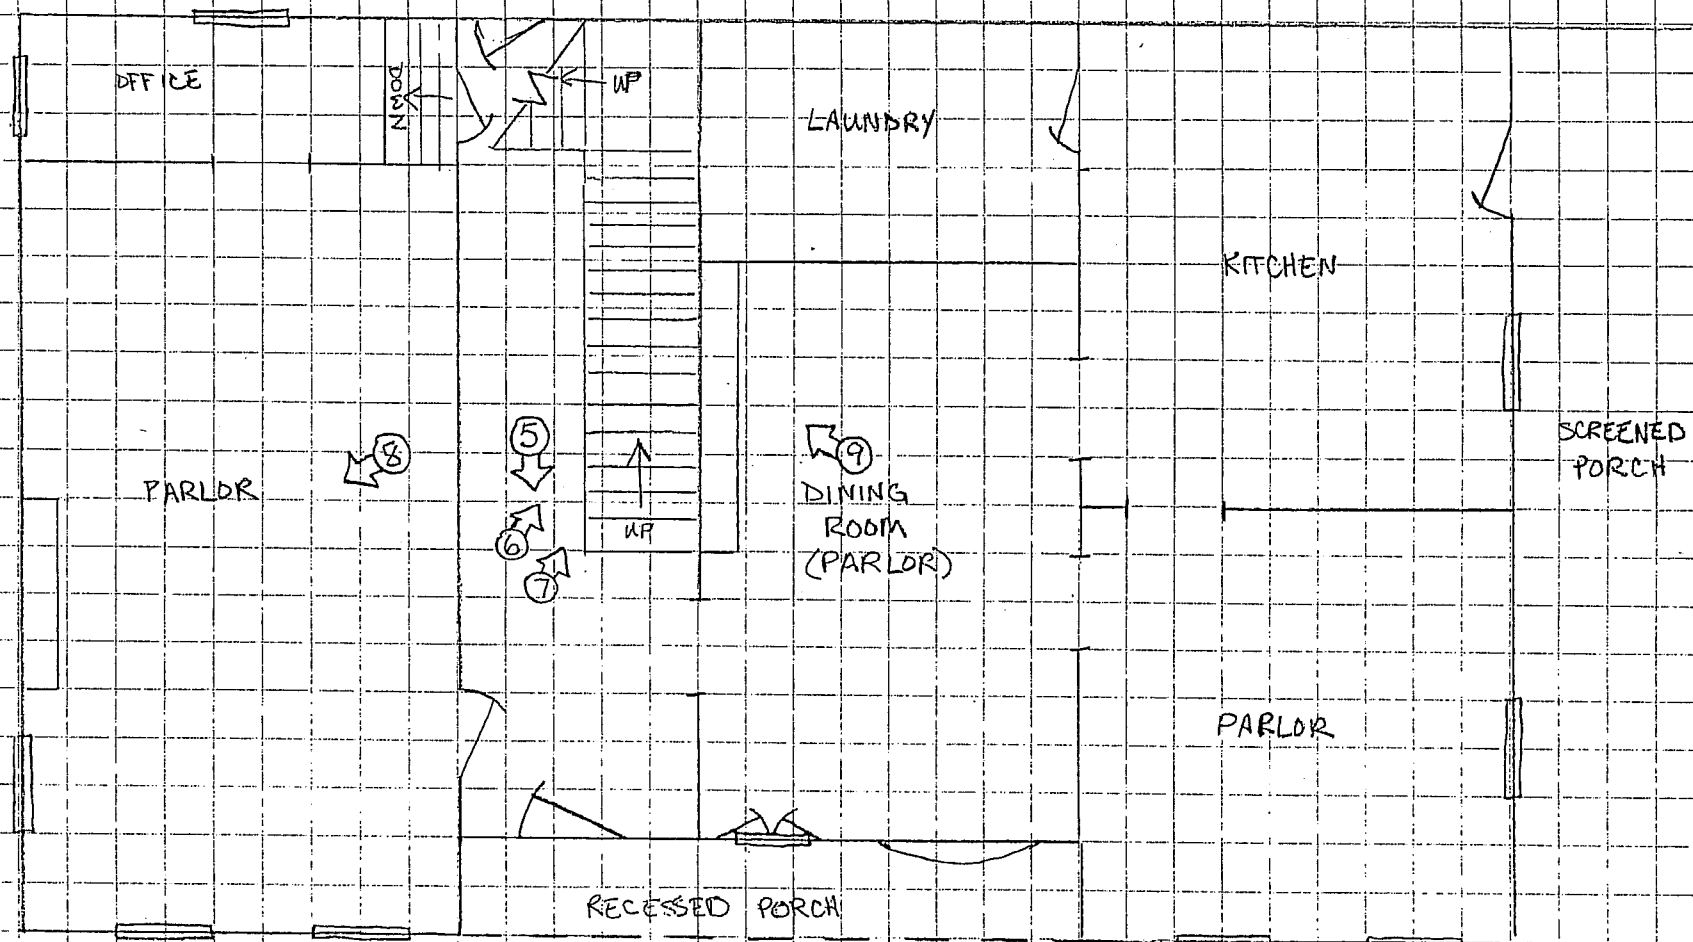 OFFICE
DOWN
UP
LAUNDRY
KITCHEN
5
8
9
SCREENED
PORCH
PARLOR
DINING
ROOM
(PARLOR)
6
UP
7
PARLOR
RECESSED PORCH